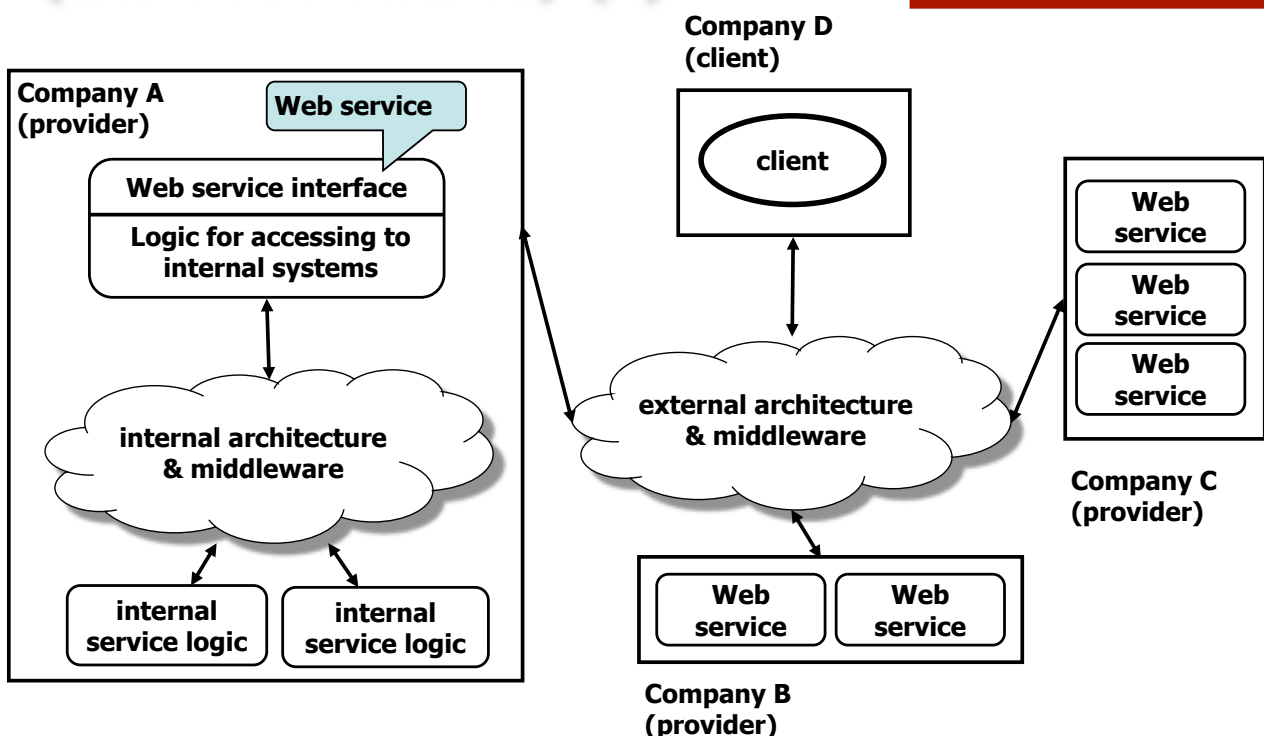 Company D
(client)
Company A
(provider)
Web service
Web service interface
Logic for accessing to
internal systems
client
Web
service
Web
service
Web
service
internal architecture
& middleware
external architecture
& middleware
Company C
(provider)
internal
service logic
internal
service logic
Web
service
Web
service
Company B
(provider)